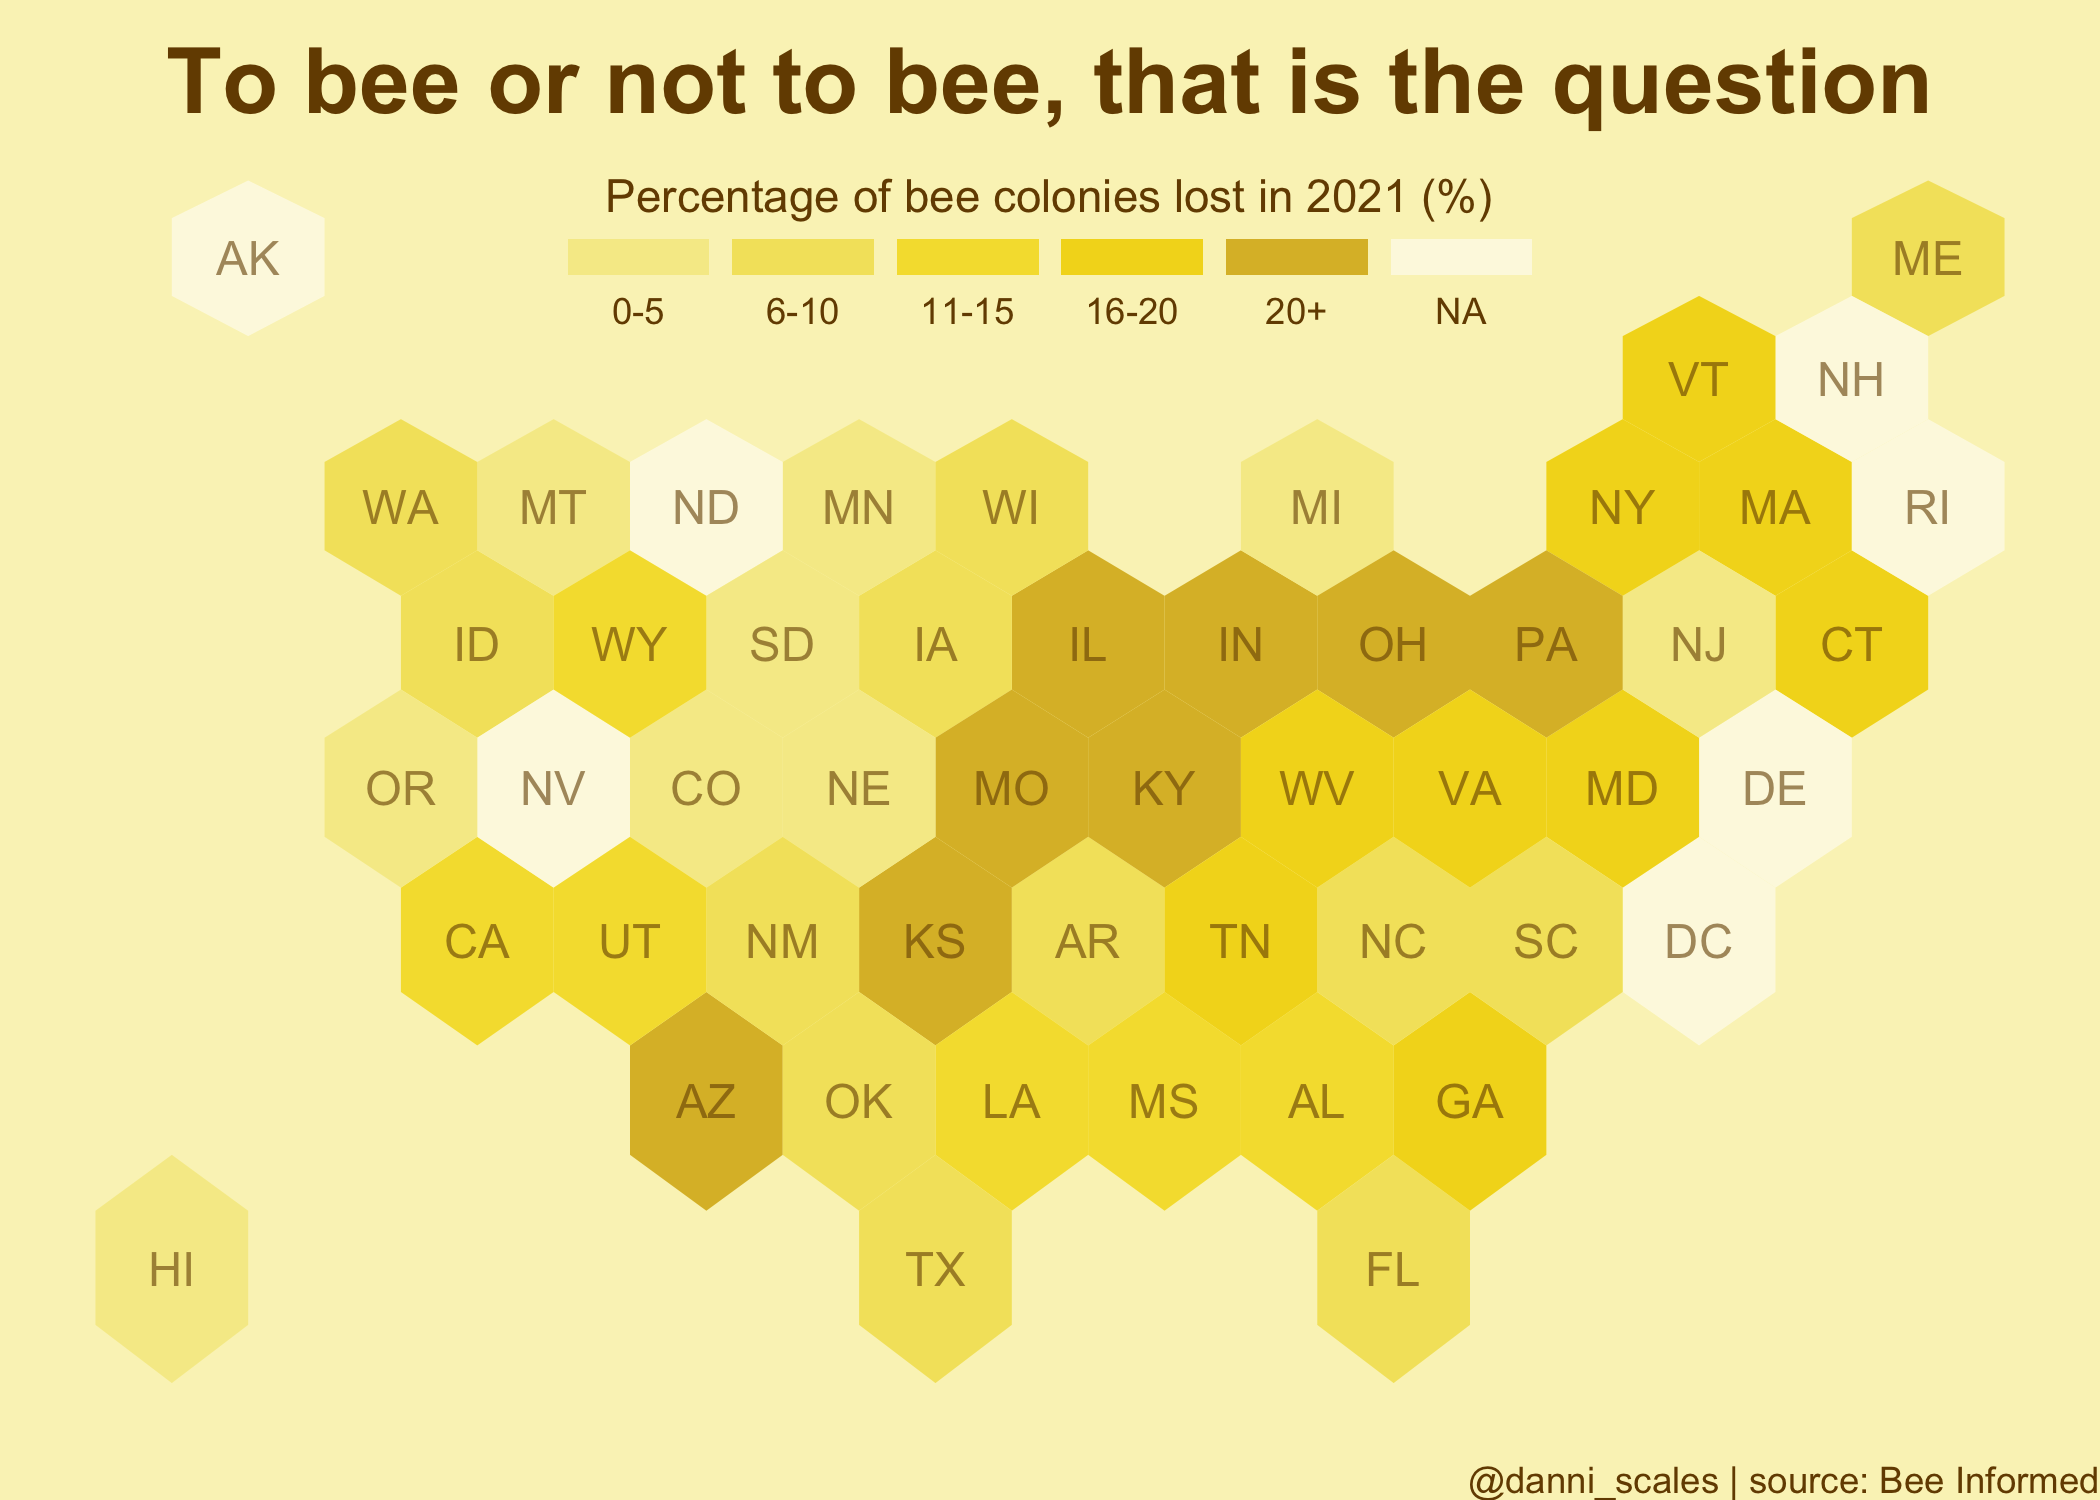 To bee or not to bee, that is the question
Percentage of bee colonies lost in 2021 (%)
0-5 6-10 11-15 16-20 20+ NA
AK ME
VT NH
WA MT ND MN WI MI NY MA RI
ID WY SD IA IL IN OH PA NJ CT
OR NV CO NE MO KY WV VA MD DE
CA UT NM KS AR TN NC SC DC
AZ OK LA MS AL GA
HI TX FL
@danni_scales | source: Bee Informed